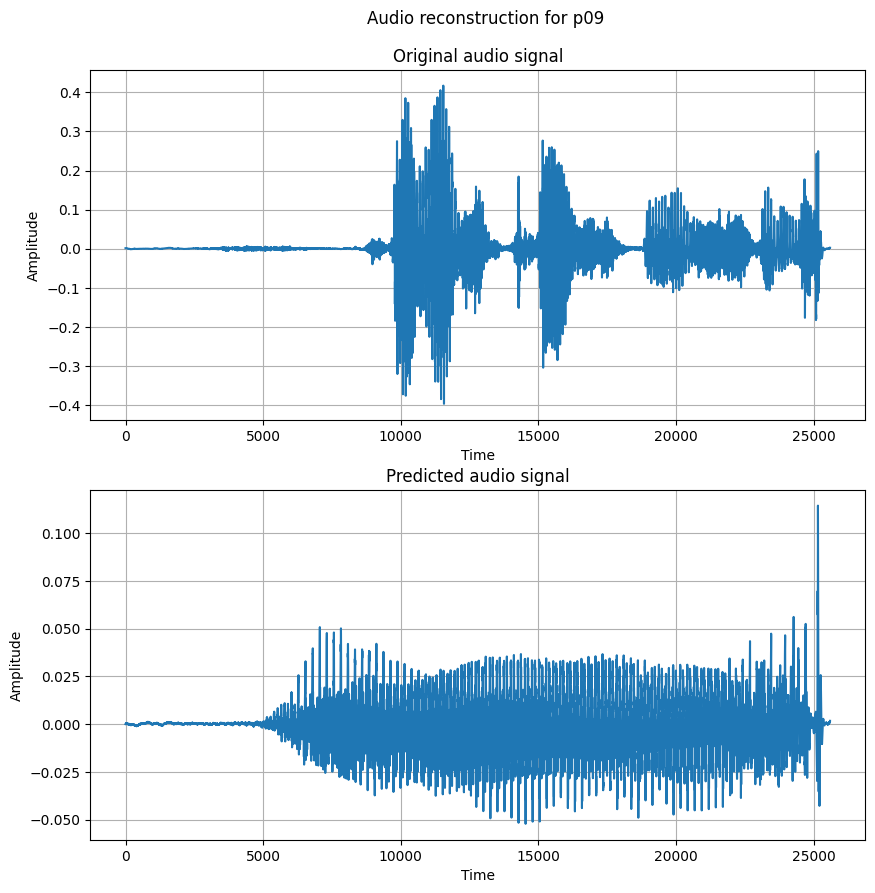 Audio reconstruction for p09
Original audio signal
0.4
0.3
0.2
0.1
0.0
−0.1
−0.2
−0.3
−0.4
Amplitude
0 5000 10000 15000 20000 25000
Time
Predicted audio signal
0.100
0.075
0.050
0.025
0.000
−0.025
−0.050
Amplitude
0 5000 10000 15000 20000 25000
Time